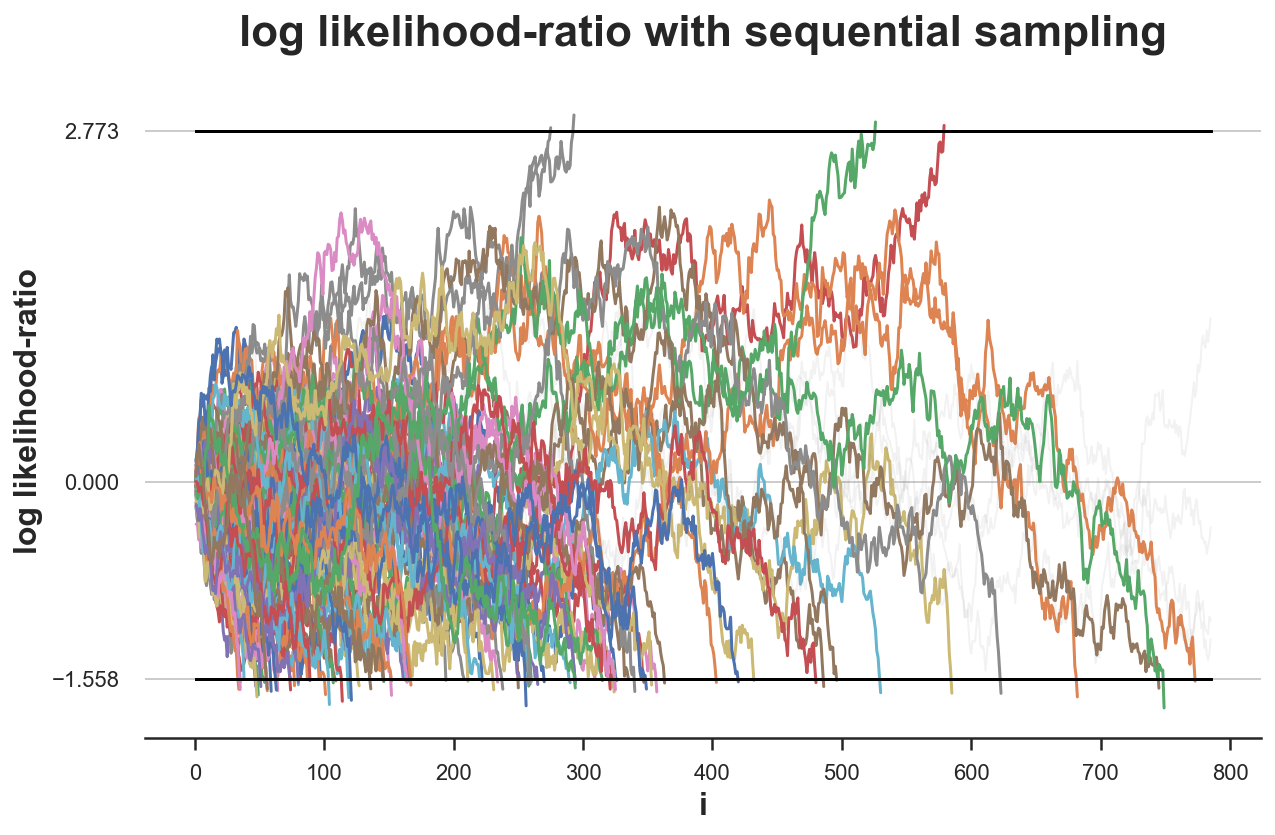 log likelihood-ratio with sequential sampling
log likelihood-ratio
2.773
0.000
−1.558
0 100 200 300 400 500 600 700 800
i